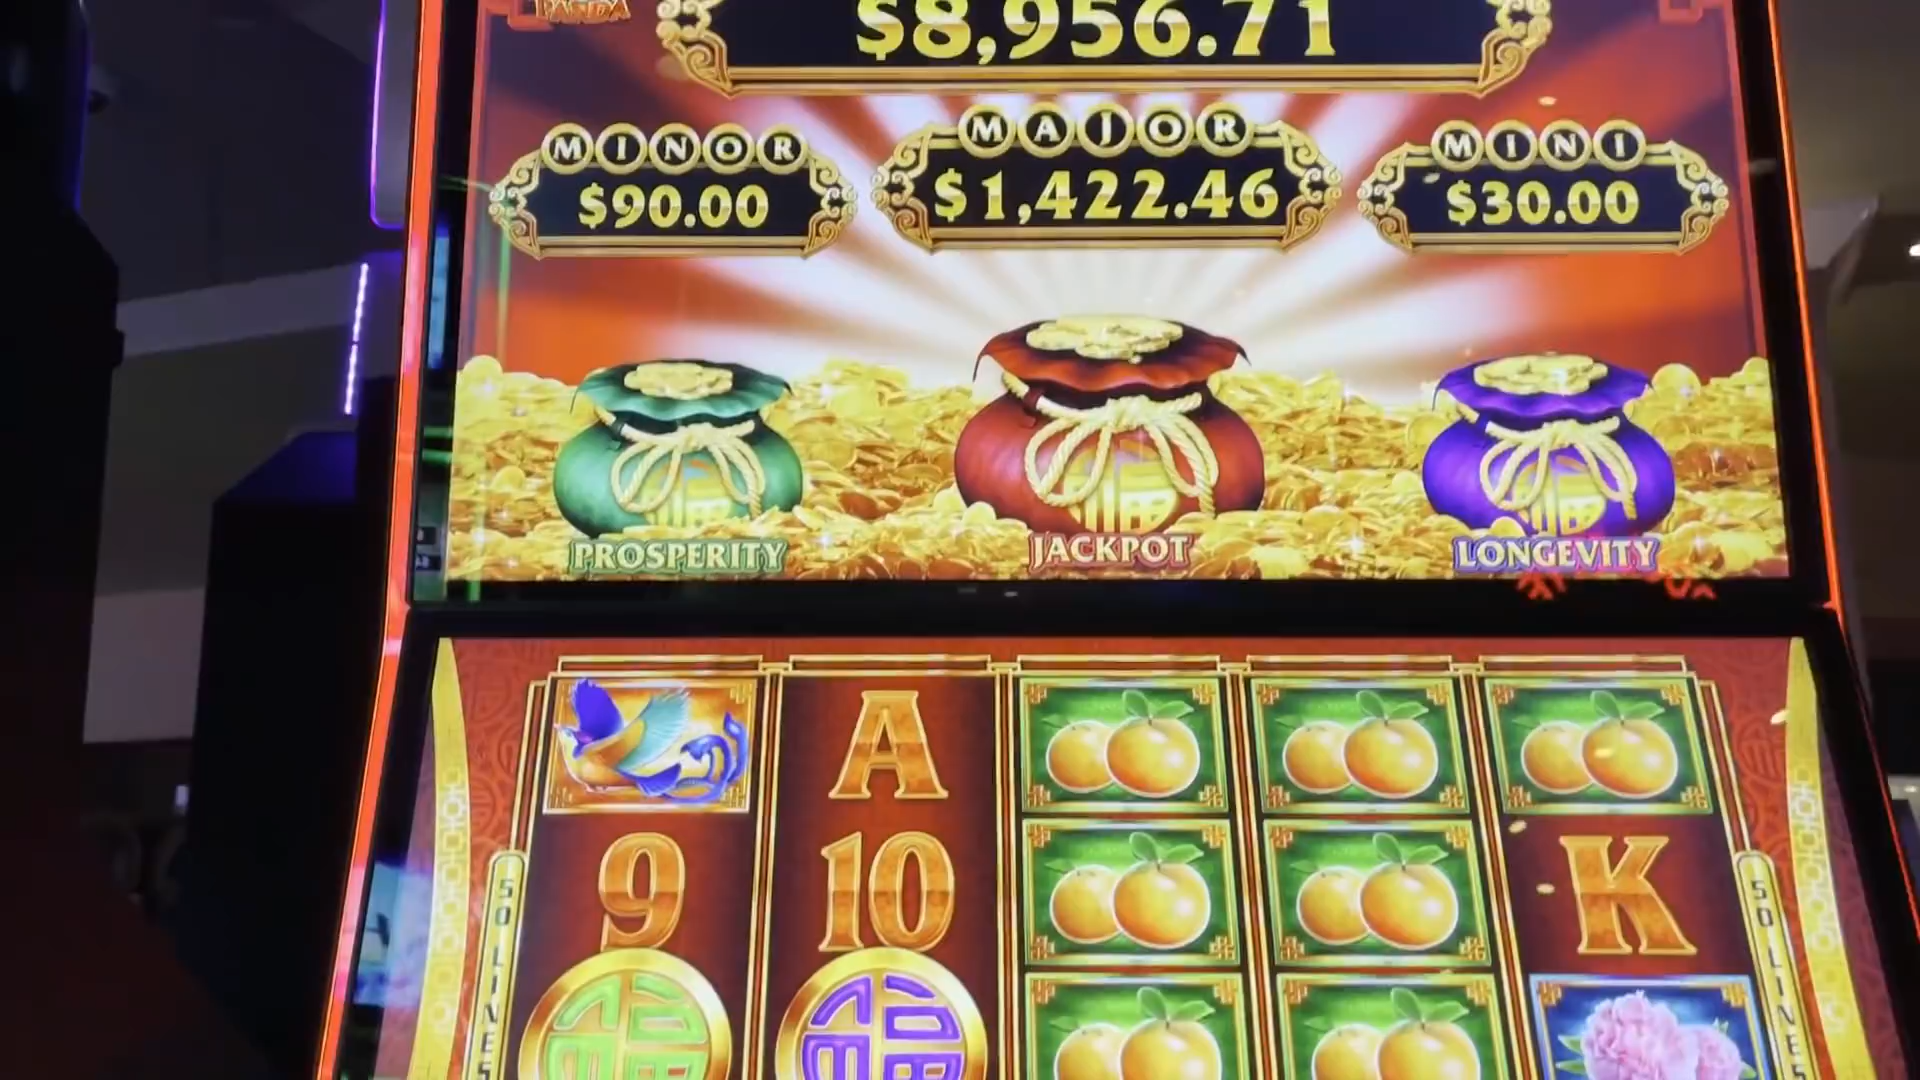 PANDA
$8,956.71
MINOR
$90.00
MAJOR
$1,422.46
MINI
$30.00
PROSPERITY
JACKPOT
LONGEVITY
A
9
10
K
50 LINES
50 LINES